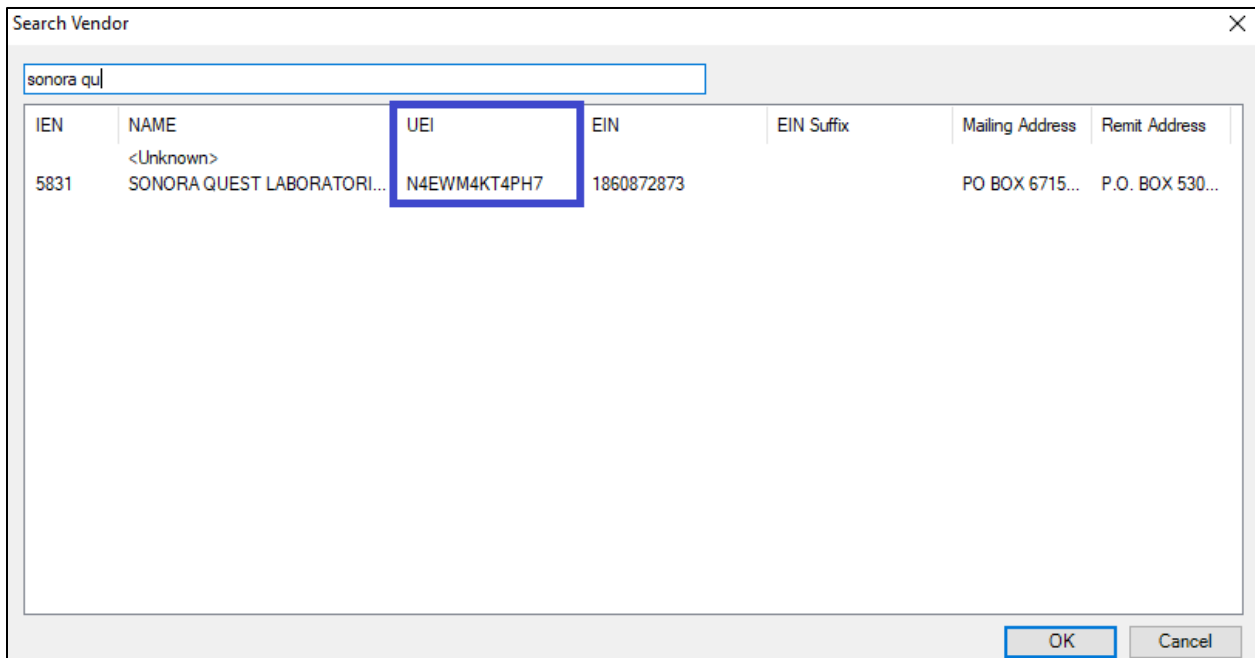 Search Vendor
sonora qu
IEN NAME UEI EIN EIN Suffix Mailing Address Remit Address
<Unknown>
5831 SONORA QUEST LABORATORI... N4EWM4KT4PH7 1860872873 PO BOX 6715... P.O. BOX 530...
OK Cancel